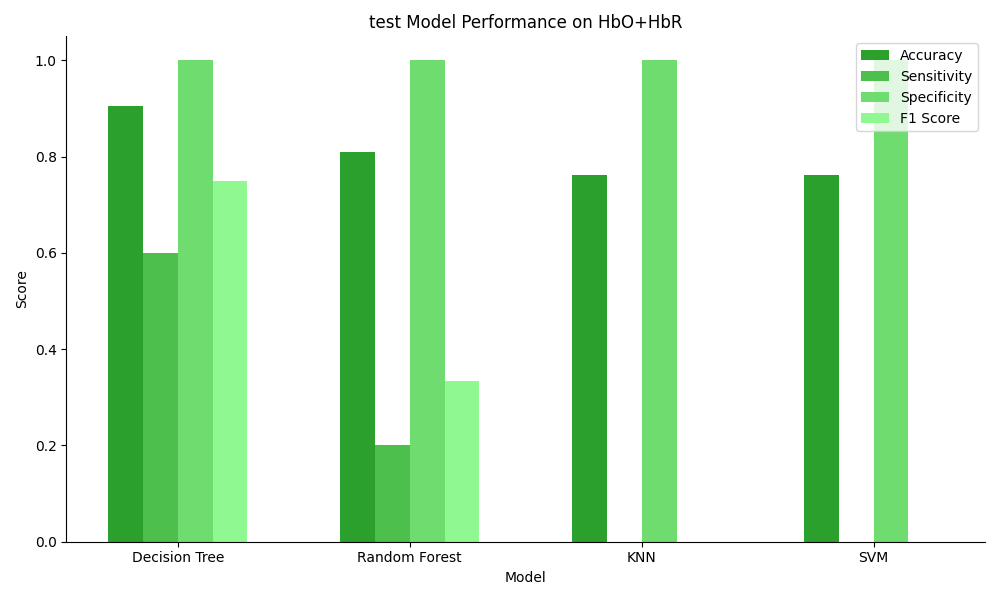 test Model Performance on HbO+HbR
Accuracy
Sensitivity
Specificity
F1 Score
Score
1.0
0.8
0.6
0.4
0.2
0.0
Decision Tree
Random Forest
KNN
SVM
Model